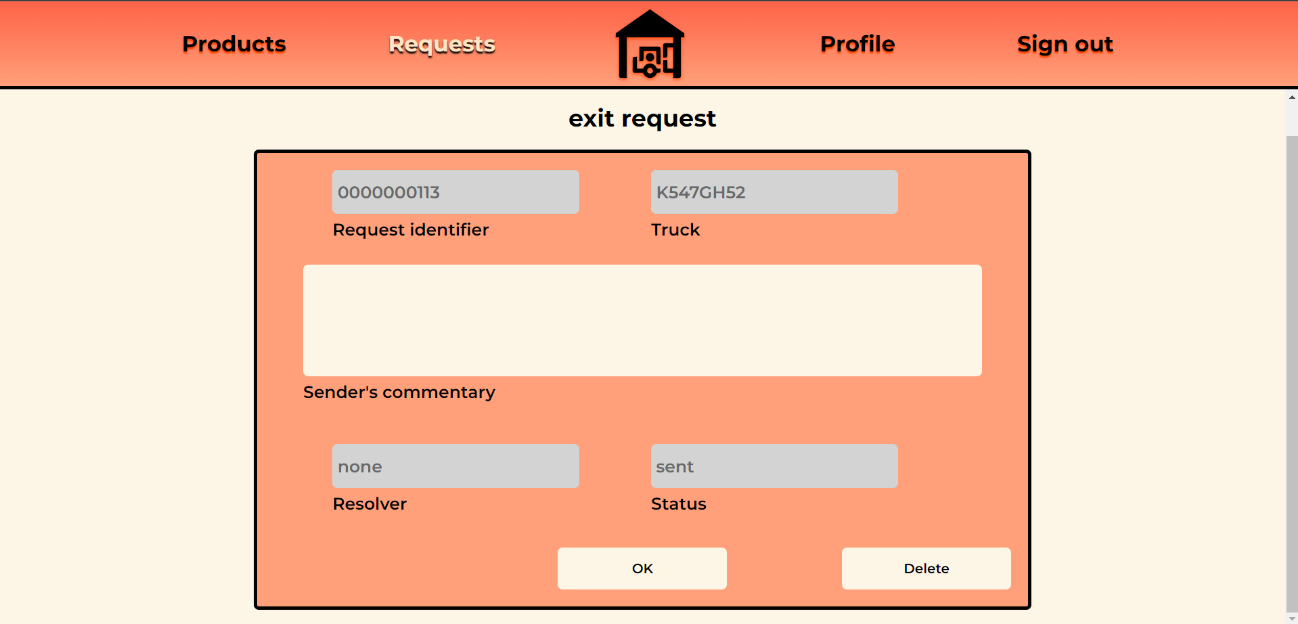 Products Requests Profile Sign out
exit request
0000000113 K547GH52
Request identifier Truck
Sender's commentary
none sent
Resolver Status
OK Delete